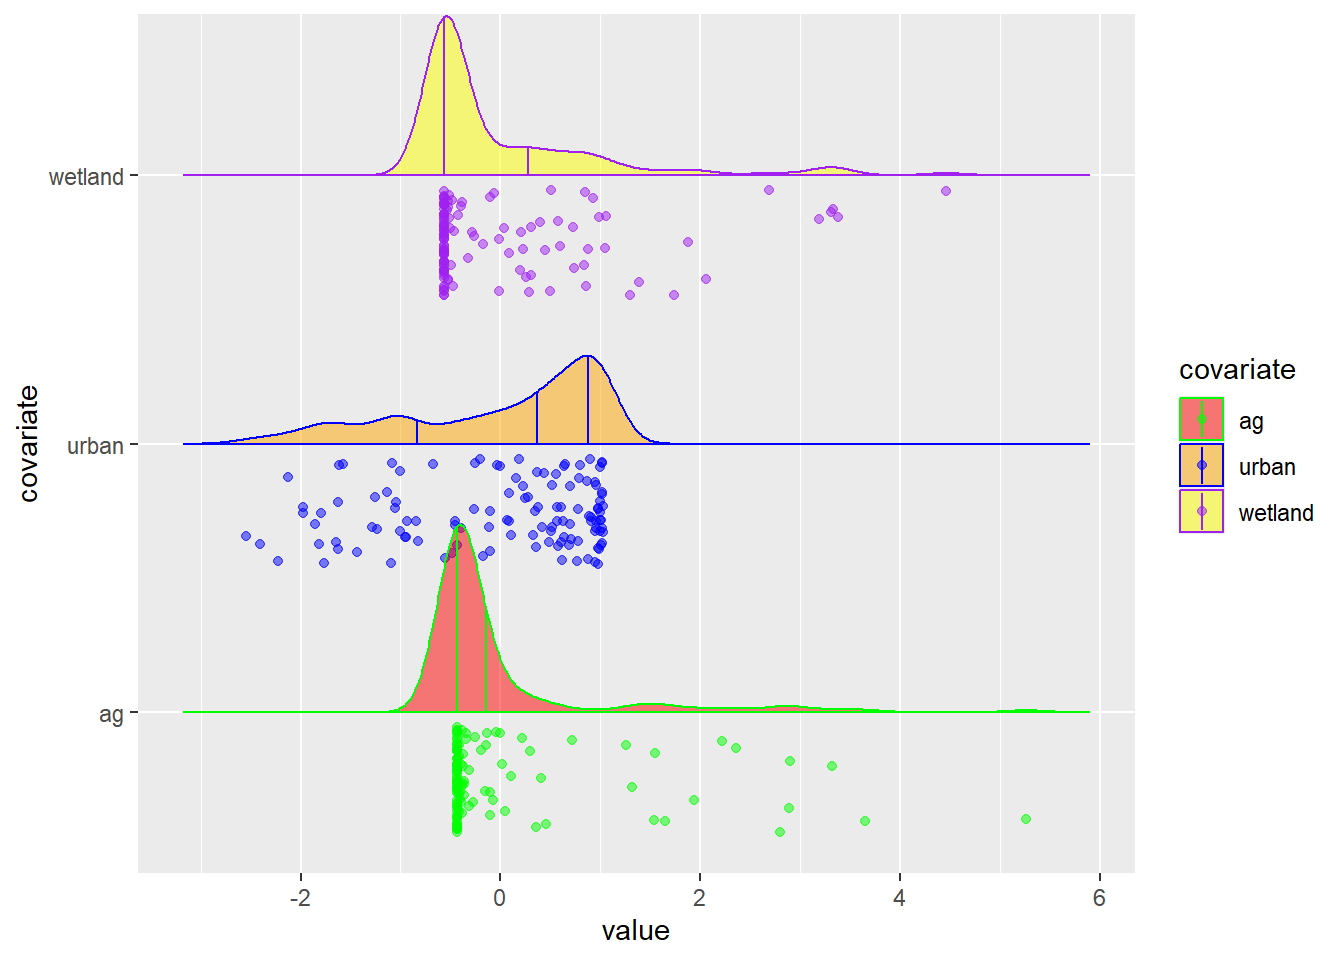 wetland
urban
ag
covariate
-2
0
2
4
6
value
covariate
ag
urban
wetland